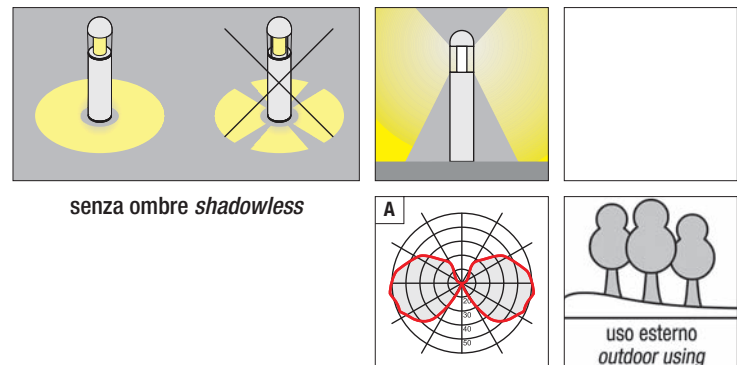 senza ombre shadowless
A
20
30
40
50
uso esterno
outdoor using